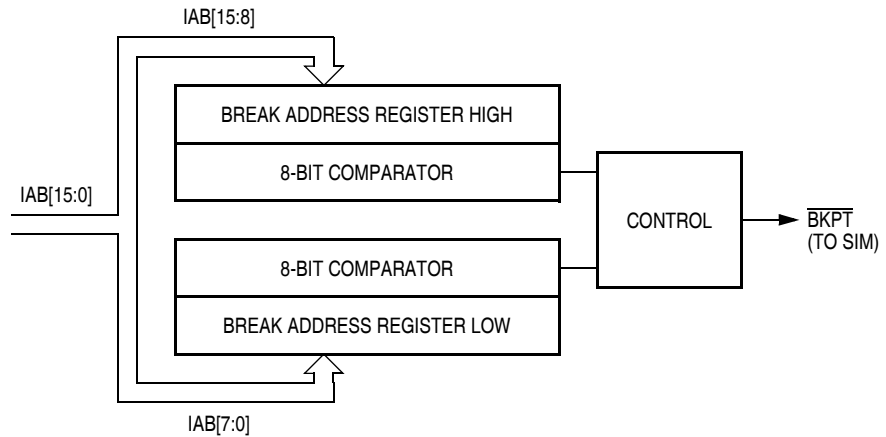 IAB[15:8]
BREAK ADDRESS REGISTER HIGH
8-BIT COMPARATOR
IAB[15:0]
CONTROL
BKPT
(TO SIM)
8-BIT COMPARATOR
BREAK ADDRESS REGISTER LOW
IAB[7:0]